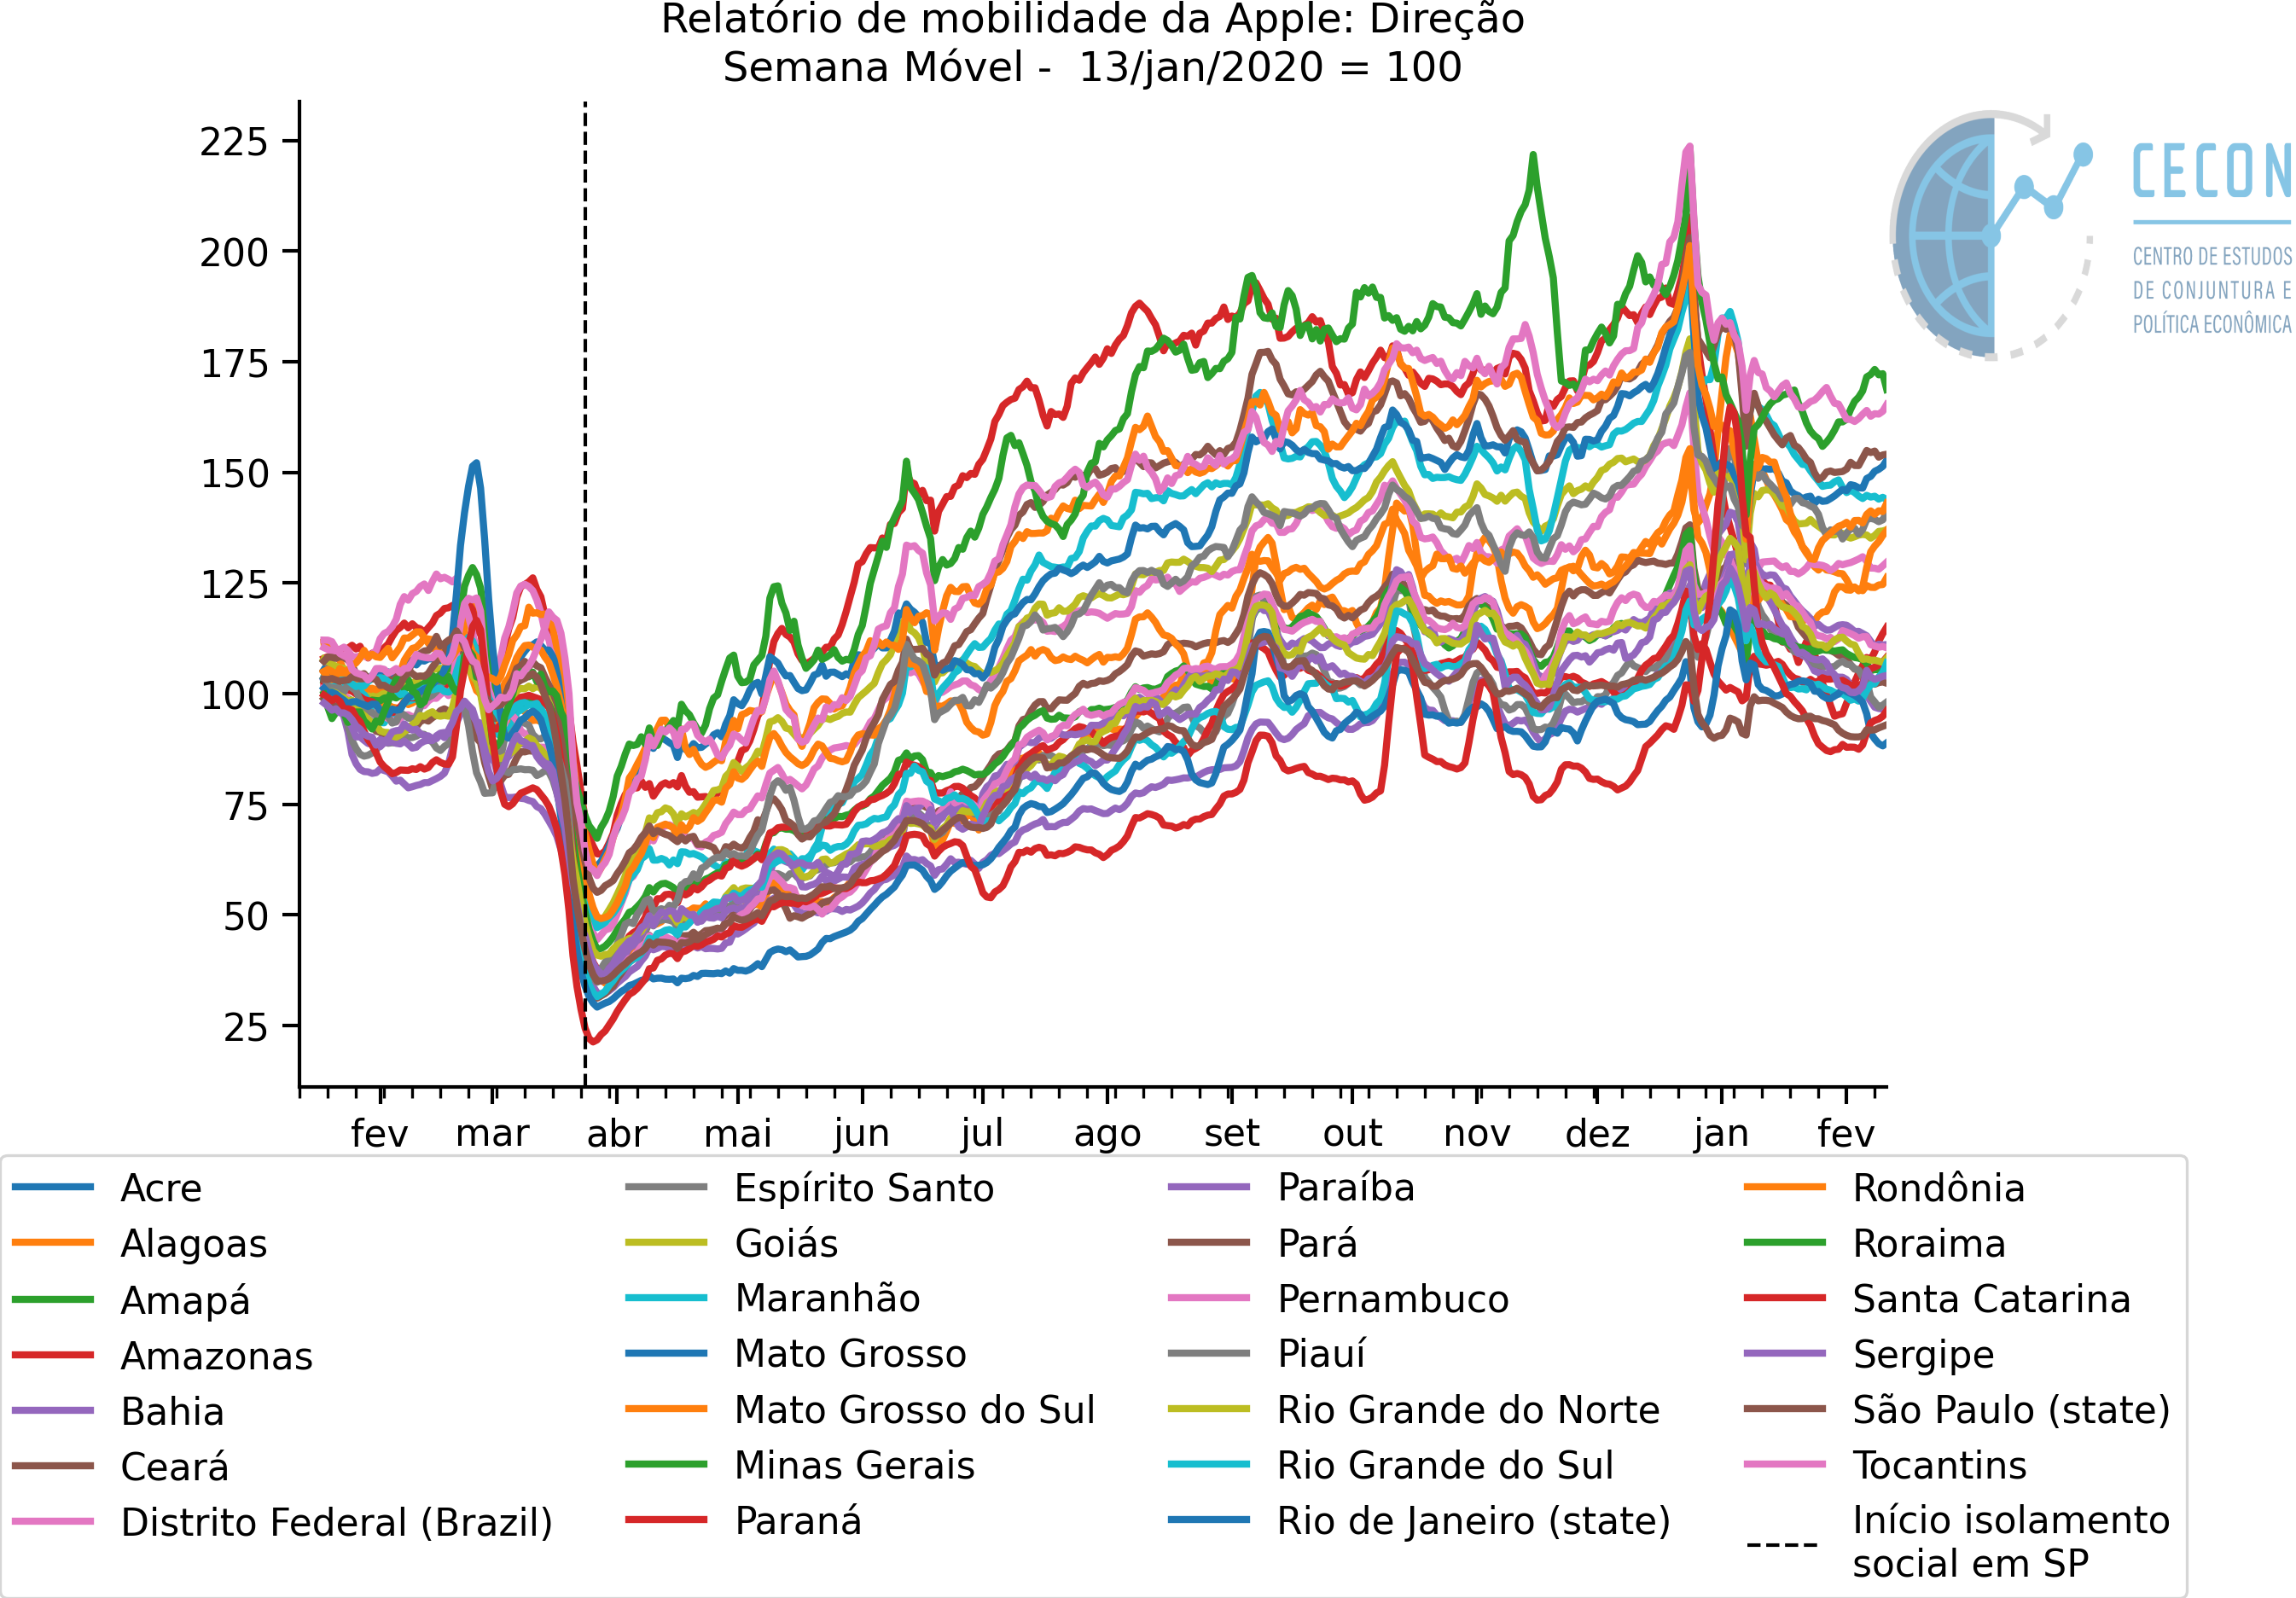 Relatório de mobilidade da Apple: Direção
Semana Móvel -  13/jan/2020 = 100
CECON
CENTRO DE ESTUDOS
DE CONJUNTURA E
POLÍTICA ECONÔMICA
225
200
175
150
125
100
75
50
25
fev mar abr mai jun jul ago set out nov dez jan fev
Acre
Alagoas
Amapá
Amazonas
Bahia
Ceará
Distrito Federal (Brazil)
Espírito Santo
Goiás
Maranhão
Mato Grosso
Mato Grosso do Sul
Minas Gerais
Paraná
Paraíba
Pará
Pernambuco
Piauí
Rio Grande do Norte
Rio Grande do Sul
Rio de Janeiro (state)
Rondônia
Roraima
Santa Catarina
Sergipe
São Paulo (state)
Tocantins
Início isolamento
social em SP